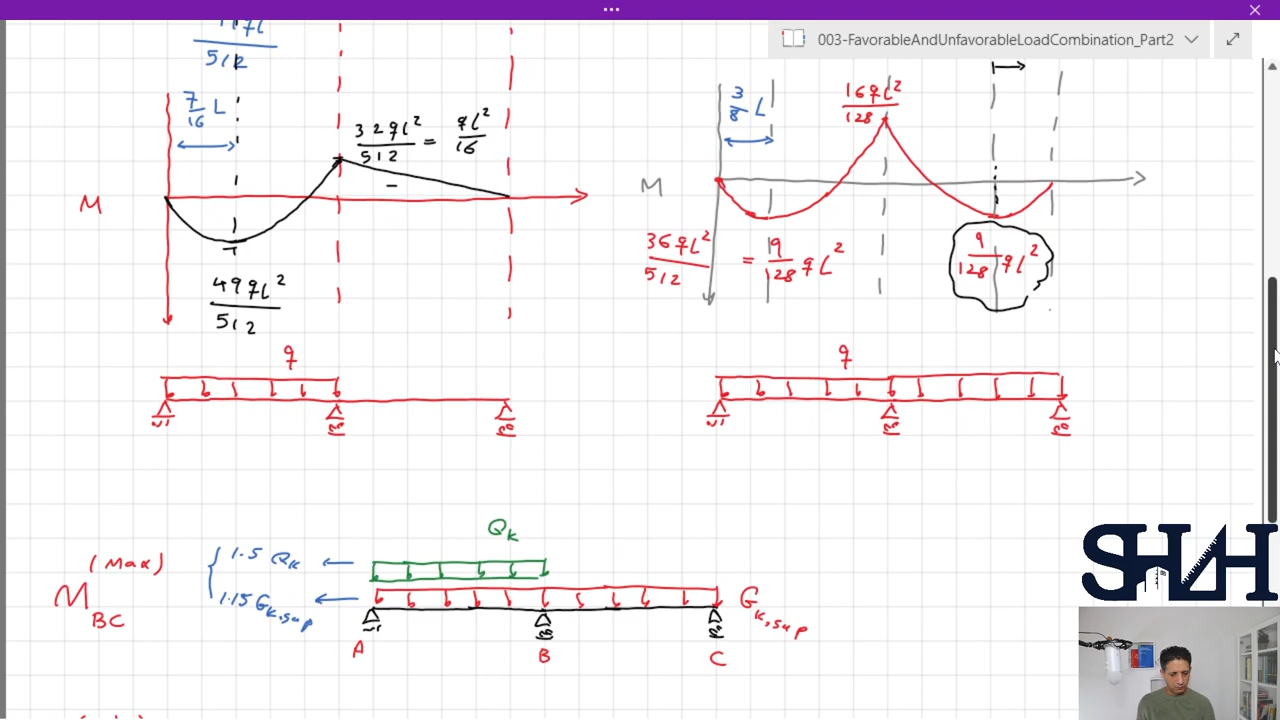 003-FavorableAndUnfavorableLoadCombination_Part2
512
7/16 L
32qL²/512 = qL²/16
-
M
49qL²/512
3/8 L
16qL²/128
M
36qL²/512 = 9/128 qL²
9/128 qL²
q
q
Qk
(Max)
M BC
1.5 Qk
1.15 Gk,sup
Gk,sup
A
B
C
SHLH